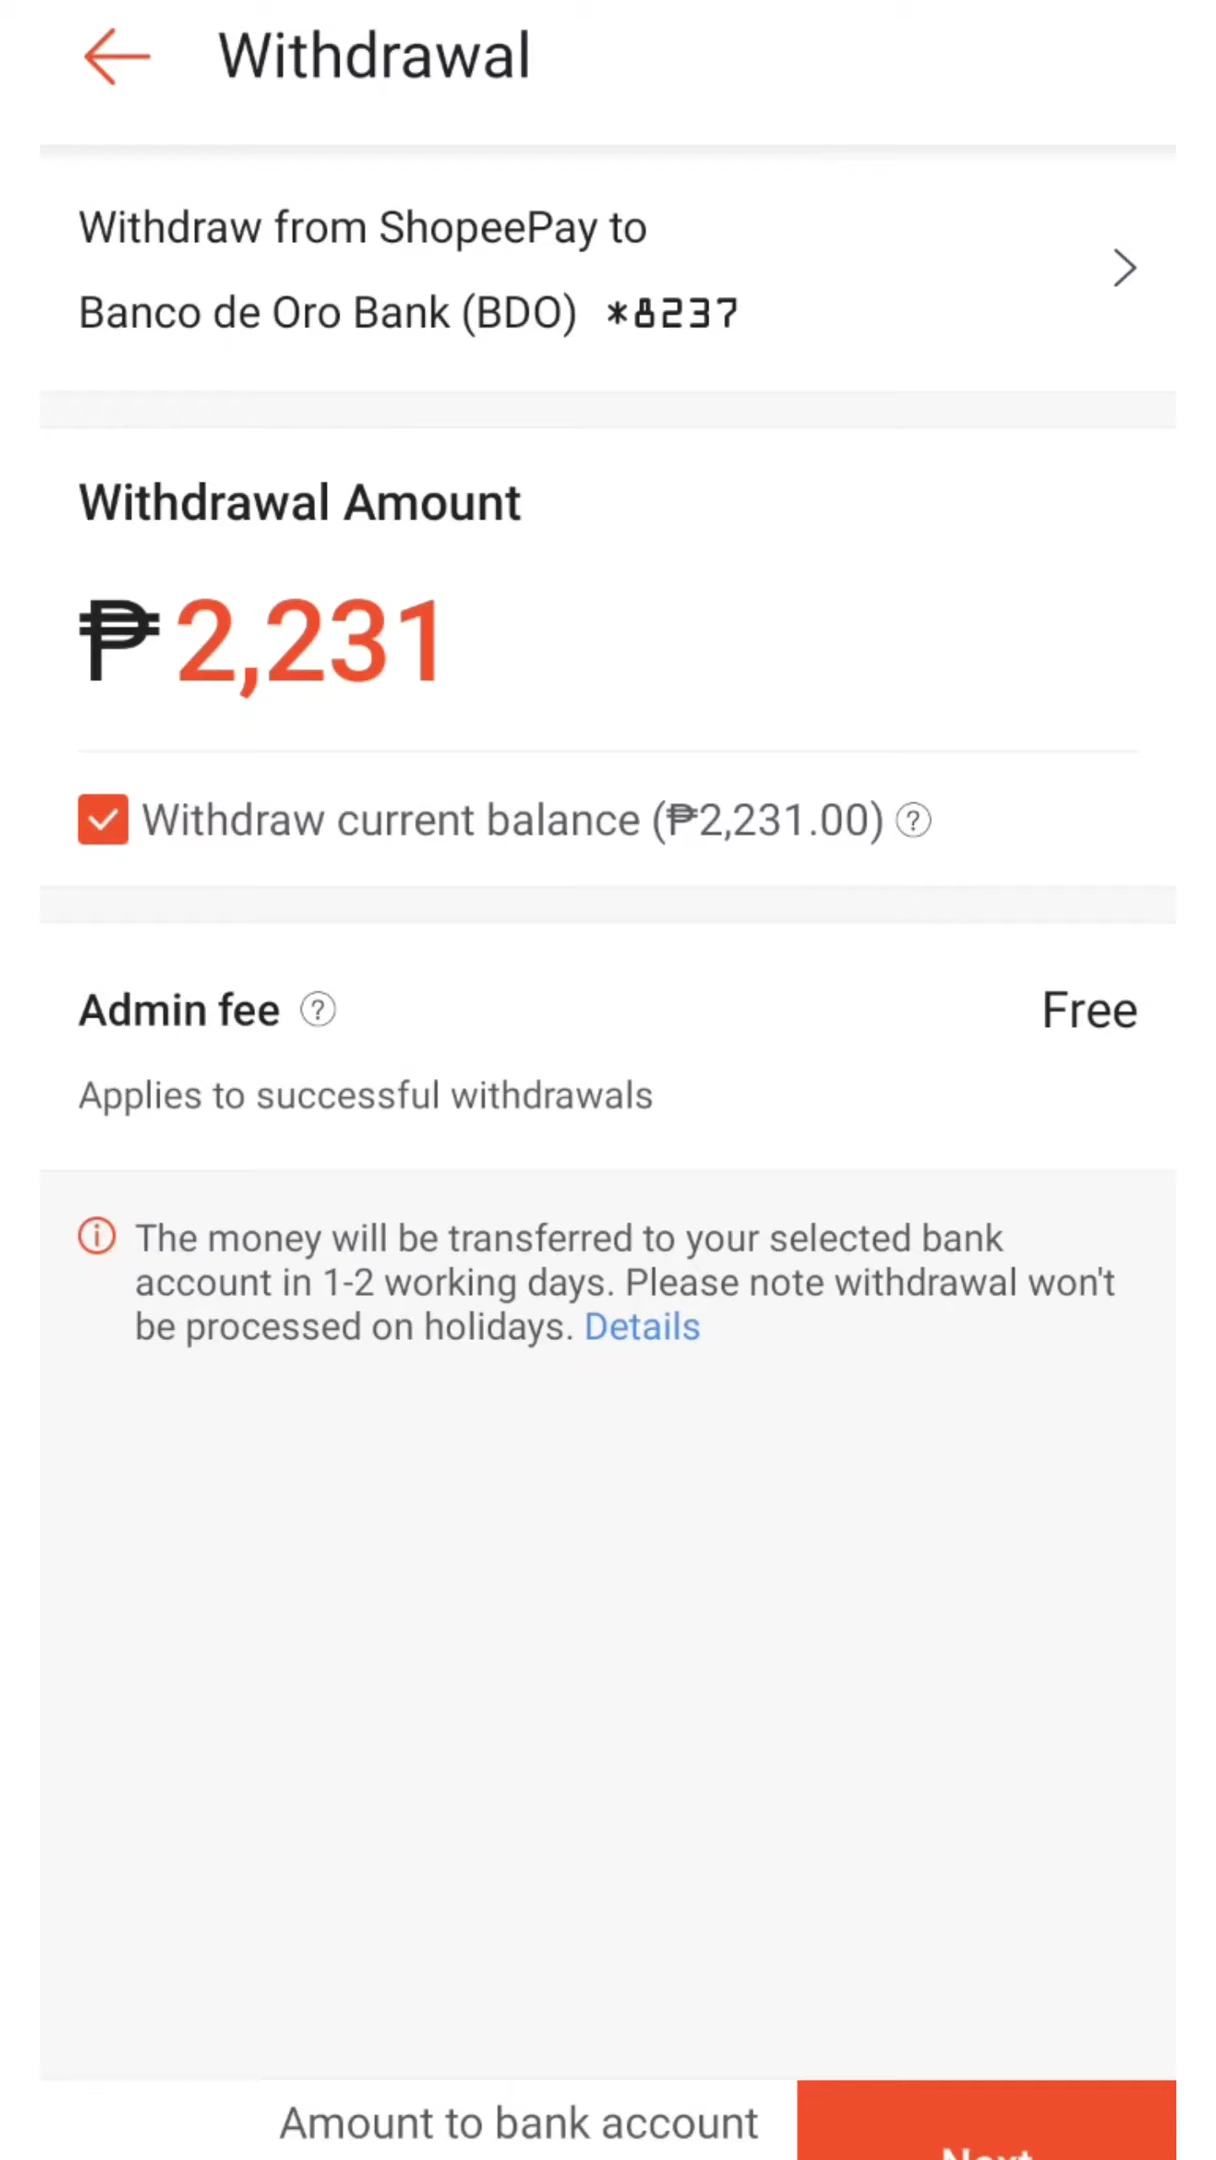 Withdrawal
Withdraw from ShopeePay to
Banco de Oro Bank (BDO) *8237
Withdrawal Amount
₱2,231
Withdraw current balance (₱2,231.00)
Admin fee
Free
Applies to successful withdrawals
The money will be transferred to your selected bank
account in 1-2 working days. Please note withdrawal won't
be processed on holidays. Details
Amount to bank account
Next